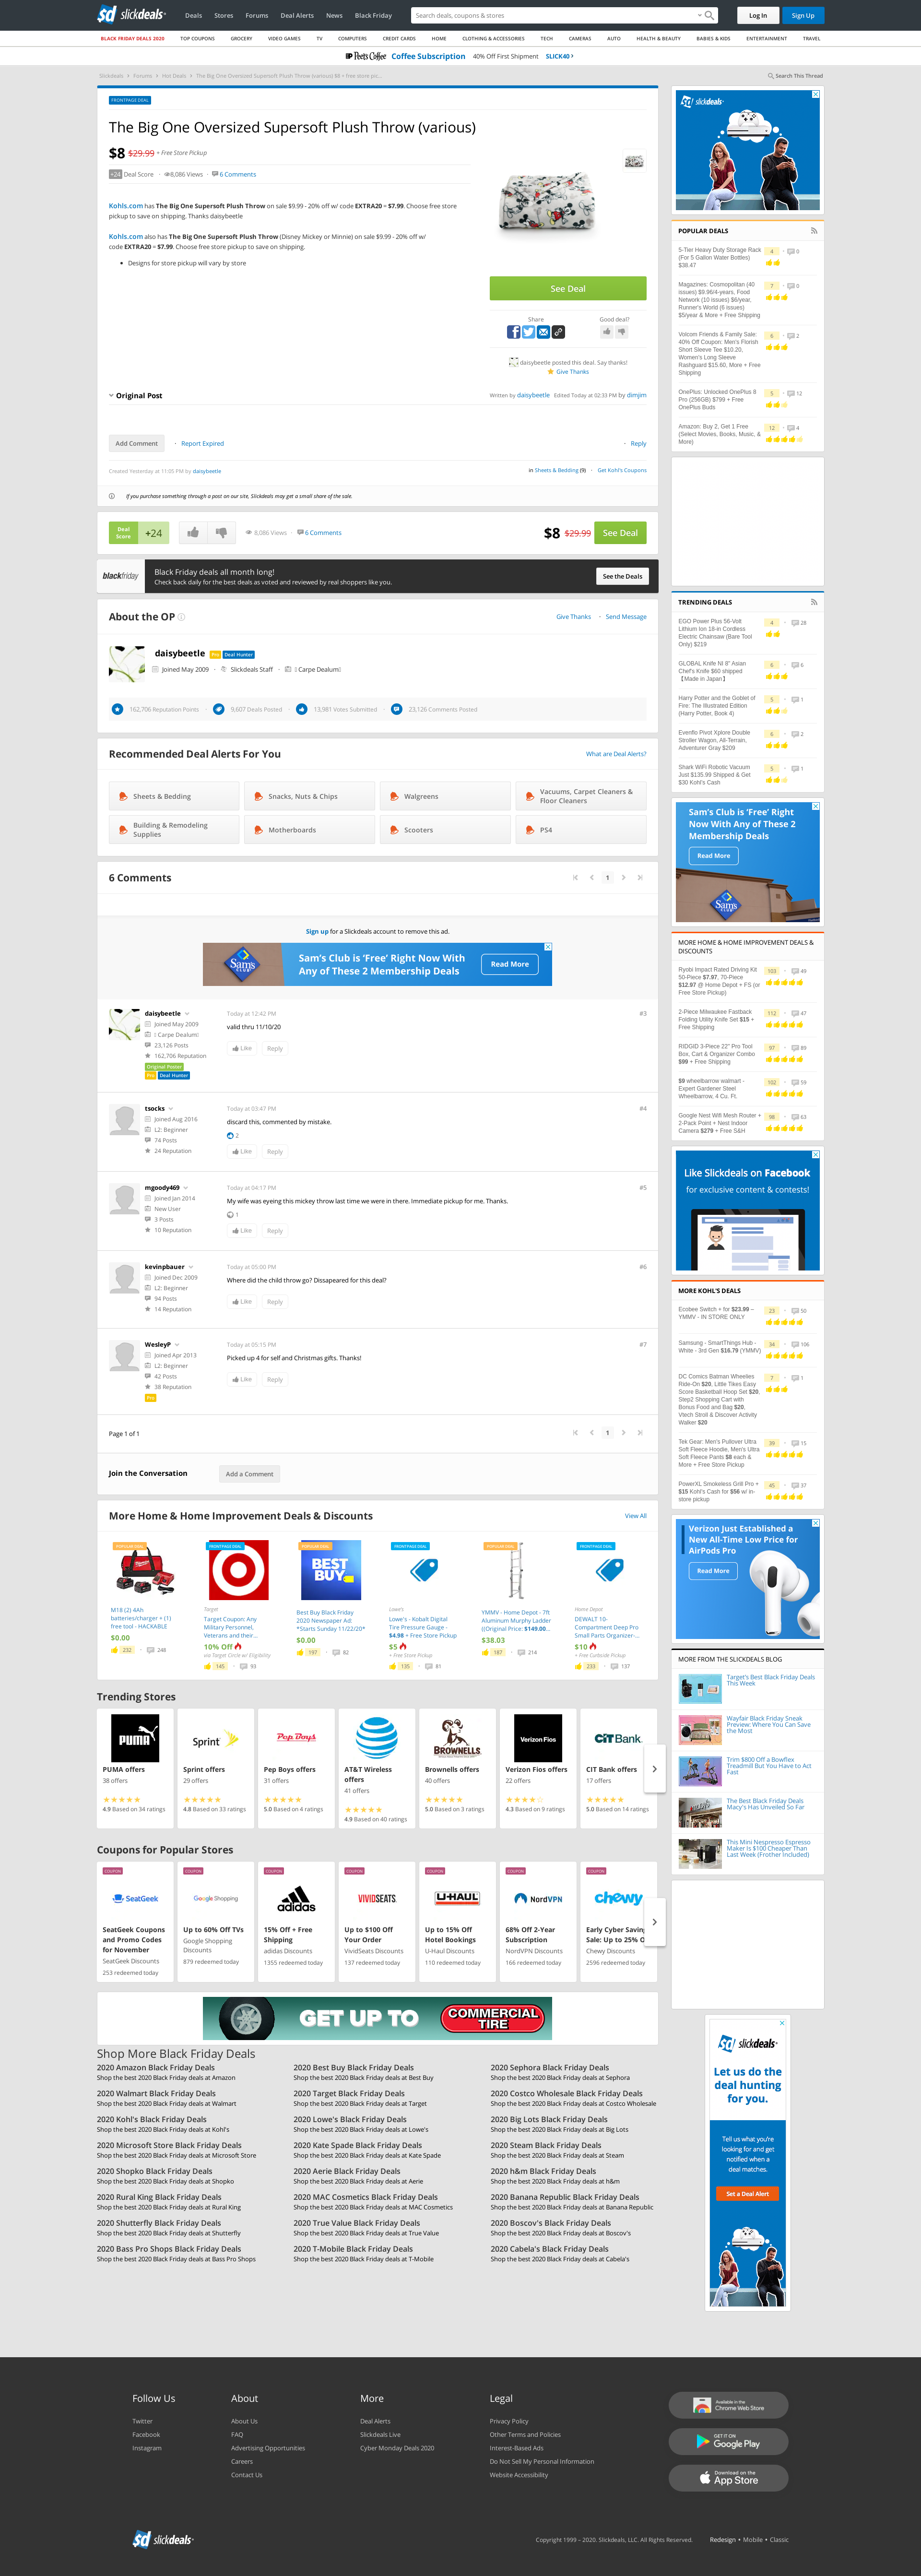 slickdeals
Deals
Stores
Forums
Deal Alerts
News
Black Friday
Search deals, coupons & stores
Log In
Sign Up
BLACK FRIDAY DEALS 2020
TOP COUPONS
GROCERY
VIDEO GAMES
TV
COMPUTERS
CREDIT CARDS
HOME
CLOTHING & ACCESSORIES
TECH
CAMERAS
AUTO
HEALTH & BEAUTY
BABIES & KIDS
ENTERTAINMENT
TRAVEL
Peet's Coffee Coffee Subscription 40% Off First Shipment SLICK40
Slickdeals > Forums > Hot Deals > The Big One Oversized Supersoft Plush Throw (various) $8 + free store pic...
Search This Thread
FRONTPAGE DEAL
The Big One Oversized Supersoft Plush Throw (various)
$8 $29.99 + Free Store Pickup
+24 Deal Score 8,086 Views 6 Comments
Kohls.com has The Big One Supersoft Plush Throw on sale $9.99 - 20% off w/ code EXTRA20 = $7.99. Choose free store
pickup to save on shipping. Thanks daisybeetle
Kohls.com also has The Big One Supersoft Plush Throw (Disney Mickey or Minnie) on sale $9.99 - 20% off w/
code EXTRA20 = $7.99. Choose free store pickup to save on shipping.
Designs for store pickup will vary by store
See Deal
Share
Good deal?
daisybeetle posted this deal. Say thanks!
Give Thanks
Original Post
Written by daisybeetle Edited Today at 02:33 PM by dimjim
Add Comment
Report Expired
Reply
Created Yesterday at 11:05 PM by daisybeetle
in Sheets & Bedding (9) Get Kohl's Coupons
If you purchase something through a post on our site, Slickdeals may get a small share of the sale.
Deal Score
+24
8,086 Views 6 Comments
$8 $29.99 See Deal
blackfriday
Black Friday deals all month long!
Check back daily for the best deals as voted and reviewed by real shoppers like you.
See the Deals
About the OP
Give Thanks
Send Message
daisybeetle Pro Deal Hunter
Joined May 2009 Slickdeals Staff Carpe Dealum
162,706 Reputation Points
9,607 Deals Posted
13,981 Votes Submitted
23,126 Comments Posted
Recommended Deal Alerts For You
What are Deal Alerts?
Sheets & Bedding
Snacks, Nuts & Chips
Walgreens
Vacuums, Carpet Cleaners &
Floor Cleaners
Building & Remodeling
Supplies
Motherboards
Scooters
PS4
6 Comments
1
Sign up for a Slickdeals account to remove this ad.
Sam's Club
Sam's Club is 'Free' Right Now With
Any of These 2 Membership Deals
Read More
daisybeetle
Joined May 2009
Carpe Dealum
23,126 Posts
162,706 Reputation
Original Poster
Pro Deal Hunter
Today at 12:42 PM
#3
valid thru 11/10/20
Like
Reply
tsocks
Joined Aug 2016
L2: Beginner
74 Posts
24 Reputation
Today at 03:47 PM
#4
discard this, commented by mistake.
2
Like
Reply
mgoody469
Joined Jan 2014
New User
3 Posts
10 Reputation
Today at 04:17 PM
#5
My wife was eyeing this mickey throw last time we were in there. Immediate pickup for me. Thanks.
1
Like
Reply
kevinpbauer
Joined Dec 2009
L2: Beginner
94 Posts
14 Reputation
Today at 05:00 PM
#6
Where did the child throw go? Dissapeared for this deal?
Like
Reply
WesleyP
Joined Apr 2013
L2: Beginner
42 Posts
38 Reputation
Pro
Today at 05:15 PM
#7
Picked up 4 for self and Christmas gifts. Thanks!
Like
Reply
Page 1 of 1
1
Join the Conversation
Add a Comment
More Home & Home Improvement Deals & Discounts
View All
POPULAR DEAL
M18 (2) 4Ah
batteries/charger + (1)
free tool - HACKABLE
$0.00
232 248
FRONTPAGE DEAL
Target
Target Coupon: Any
Military Personnel,
Veterans and their...
10% Off
via Target Circle w/ Eligibility
145 93
POPULAR DEAL
BEST BUY
Best Buy Black Friday
2020 Newspaper Ad:
*Starts Sunday 11/22/20*
$0.00
197 82
FRONTPAGE DEAL
Lowe's
Lowe's - Kobalt Digital
Tire Pressure Gauge -
$4.98 + Free Store Pickup
$5
+ Free Store Pickup
135 81
POPULAR DEAL
YMMV - Home Depot - 7ft
Aluminum Murphy Ladder
((Original Price: $149.00...
$38.03
187 214
FRONTPAGE DEAL
Home Depot
DEWALT 10-
Compartment Deep Pro
Small Parts Organizer-...
$10
+ Free Curbside Pickup
233 137
Trending Stores
PUMA
PUMA offers
38 offers
4.9 Based on 34 ratings
Sprint
Sprint offers
29 offers
4.8 Based on 33 ratings
Pep Boys
Pep Boys offers
31 offers
5.0 Based on 4 ratings
AT&T
AT&T Wireless
offers
41 offers
4.9 Based on 40 ratings
BROWNELLS
Brownells offers
40 offers
5.0 Based on 3 ratings
Verizon Fios
Verizon Fios offers
22 offers
4.3 Based on 9 ratings
CIT Bank
CIT Bank offers
17 offers
5.0 Based on 14 ratings
Coupons for Popular Stores
COUPON
SeatGeek
SeatGeek Coupons
and Promo Codes
for November
SeatGeek Discounts
253 redeemed today
COUPON
Google Shopping
Up to 60% Off TVs
Google Shopping
Discounts
879 redeemed today
COUPON
adidas
15% Off + Free
Shipping
adidas Discounts
1355 redeemed today
COUPON
VIVIDSEATS
Up to $100 Off
Your Order
VividSeats Discounts
137 redeemed today
COUPON
U-HAUL
Up to 15% Off
Hotel Bookings
U-Haul Discounts
110 redeemed today
COUPON
NordVPN
68% Off 2-Year
Subscription
NordVPN Discounts
166 redeemed today
COUPON
chewy
Early Cyber Saving
Sale: Up to 25% O
Chewy Discounts
2596 redeemed today
GET UP TO COMMERCIAL TIRE
Shop More Black Friday Deals
2020 Amazon Black Friday Deals
Shop the best 2020 Black Friday deals at Amazon
2020 Best Buy Black Friday Deals
Shop the best 2020 Black Friday deals at Best Buy
2020 Sephora Black Friday Deals
Shop the best 2020 Black Friday deals at Sephora
2020 Walmart Black Friday Deals
Shop the best 2020 Black Friday deals at Walmart
2020 Target Black Friday Deals
Shop the best 2020 Black Friday deals at Target
2020 Costco Wholesale Black Friday Deals
Shop the best 2020 Black Friday deals at Costco Wholesale
2020 Kohl's Black Friday Deals
Shop the best 2020 Black Friday deals at Kohl's
2020 Lowe's Black Friday Deals
Shop the best 2020 Black Friday deals at Lowe's
2020 Big Lots Black Friday Deals
Shop the best 2020 Black Friday deals at Big Lots
2020 Microsoft Store Black Friday Deals
Shop the best 2020 Black Friday deals at Microsoft Store
2020 Kate Spade Black Friday Deals
Shop the best 2020 Black Friday deals at Kate Spade
2020 Steam Black Friday Deals
Shop the best 2020 Black Friday deals at Steam
2020 Shopko Black Friday Deals
Shop the best 2020 Black Friday deals at Shopko
2020 Aerie Black Friday Deals
Shop the best 2020 Black Friday deals at Aerie
2020 h&m Black Friday Deals
Shop the best 2020 Black Friday deals at h&m
2020 Rural King Black Friday Deals
Shop the best 2020 Black Friday deals at Rural King
2020 MAC Cosmetics Black Friday Deals
Shop the best 2020 Black Friday deals at MAC Cosmetics
2020 Banana Republic Black Friday Deals
Shop the best 2020 Black Friday deals at Banana Republic
2020 Shutterfly Black Friday Deals
Shop the best 2020 Black Friday deals at Shutterfly
2020 True Value Black Friday Deals
Shop the best 2020 Black Friday deals at True Value
2020 Boscov's Black Friday Deals
Shop the best 2020 Black Friday deals at Boscov's
2020 Bass Pro Shops Black Friday Deals
Shop the best 2020 Black Friday deals at Bass Pro Shops
2020 T-Mobile Black Friday Deals
Shop the best 2020 Black Friday deals at T-Mobile
2020 Cabela's Black Friday Deals
Shop the best 2020 Black Friday deals at Cabela's
slickdeals
POPULAR DEALS
5-Tier Heavy Duty Storage Rack
(For 5 Gallon Water Bottles)
$38.47
4 0
Magazines: Cosmopolitan (40
issues) $9.96/4-years, Food
Network (10 issues) $6/year,
Runner's World (6 issues)
$5/year & More + Free Shipping
7 0
Volcom Friends & Family Sale:
40% Off Coupon: Men's Florish
Short Sleeve Tee $10.20,
Women's Long Sleeve
Rashguard $15.60, More + Free
Shipping
6 2
OnePlus: Unlocked OnePlus 8
Pro (256GB) $799 + Free
OnePlus Buds
5 12
Amazon: Buy 2, Get 1 Free
(Select Movies, Books, Music, &
More)
12 4
TRENDING DEALS
EGO Power Plus 56-Volt
Lithium Ion 18-in Cordless
Electric Chainsaw (Bare Tool
Only) $219
4 28
GLOBAL Knife NI 8" Asian
Chef's Knife $60 shipped
【Made in Japan】
6 6
Harry Potter and the Goblet of
Fire: The Illustrated Edition
(Harry Potter, Book 4)
5 1
Evenflo Pivot Xplore Double
Stroller Wagon, All-Terrain,
Adventurer Gray $209
6 2
Shark WiFi Robotic Vacuum
Just $135.99 Shipped & Get
$30 Kohl's Cash
5 1
Sam's Club is 'Free' Right
Now With Any of These 2
Membership Deals
Read More
Sam's Club
MORE HOME & HOME IMPROVEMENT DEALS &
DISCOUNTS
Ryobi Impact Rated Driving Kit
50-Piece $7.97, 70-Piece
$12.97 @ Home Depot + FS (or
Free Store Pickup)
103 49
2-Piece Milwaukee Fastback
Folding Utility Knife Set $15 +
Free Shipping
112 47
RIDGID 3-Piece 22" Pro Tool
Box, Cart & Organizer Combo
$99 + Free Shipping
97 89
$9 wheelbarrow walmart -
Expert Gardener Steel
Wheelbarrow, 4 Cu. Ft.
102 59
Google Nest Wifi Mesh Router +
2-Pack Point + Nest Indoor
Camera $279 + Free S&H
98 63
Like Slickdeals on Facebook
for exclusive content & contests!
MORE KOHL'S DEALS
Ecobee Switch + for $23.99 –
YMMV - IN STORE ONLY
23 50
Samsung - SmartThings Hub -
White - 3rd Gen $16.79 (YMMV)
34 106
DC Comics Batman Wheelies
Ride-On $20, Little Tikes Easy
Score Basketball Hoop Set $20,
Step2 Shopping Cart with
Bonus Food and Bag $20,
Vtech Stroll & Discover Activity
Walker $20
7 1
Tek Gear: Men's Pullover Ultra
Soft Fleece Hoodie, Men's Ultra
Soft Fleece Pants $8 each &
More + Free Store Pickup
39 15
PowerXL Smokeless Grill Pro +
$15 Kohl's Cash for $56 w/ in-
store pickup
45 37
Verizon Just Established a
New All-Time Low Price for
AirPods Pro
Read More
MORE FROM THE SLICKDEALS BLOG
Target's Best Black Friday Deals
This Week
Wayfair Black Friday Sneak
Preview: Where You Can Save
the Most
Trim $800 Off a Bowflex
Treadmill But You Have to Act
Fast
The Best Black Friday Deals
Macy's Has Unveiled So Far
This Mini Nespresso Espresso
Maker Is $100 Cheaper Than
Last Week (Frother Included)
slickdeals
Let us do the
deal hunting
for you.
Tell us what you're
looking for and get
notified when a
deal matches.
Set a Deal Alert
Follow Us
Twitter
Facebook
Instagram
About
About Us
FAQ
Advertising Opportunities
Careers
Contact Us
More
Deal Alerts
Slickdeals Live
Cyber Monday Deals 2020
Legal
Privacy Policy
Other Terms and Policies
Interest-Based Ads
Do Not Sell My Personal Information
Website Accessibility
Available in the
Chrome Web Store
GET IT ON
Google Play
Download on the
App Store
slickdeals
Copyright 1999 – 2020. Slickdeals, LLC. All Rights Reserved.
Redesign • Mobile • Classic